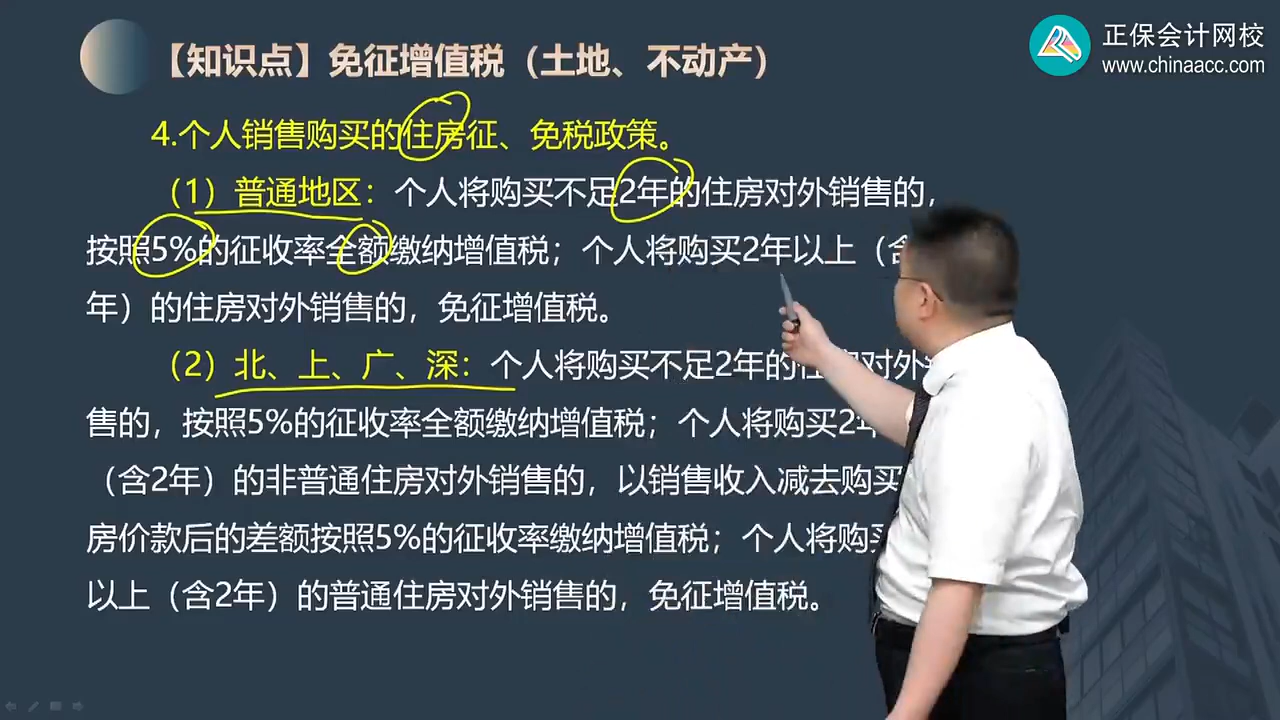 正保会计网校
www.chinaacc.com
【知识点】免征增值税（土地、不动产）
4.个人销售购买的住房征、免税政策。
（1）普通地区：个人将购买不足2年的住房对外销售的，
按照5%的征收率全额缴纳增值税；个人将购买2年以上（含
年）的住房对外销售的，免征增值税。
（2）北、上、广、深：个人将购买不足2年的住房对外
售的，按照5%的征收率全额缴纳增值税；个人将购买2年
（含2年）的非普通住房对外销售的，以销售收入减去购买
房价款后的差额按照5%的征收率缴纳增值税；个人将购买
以上（含2年）的普通住房对外销售的，免征增值税。